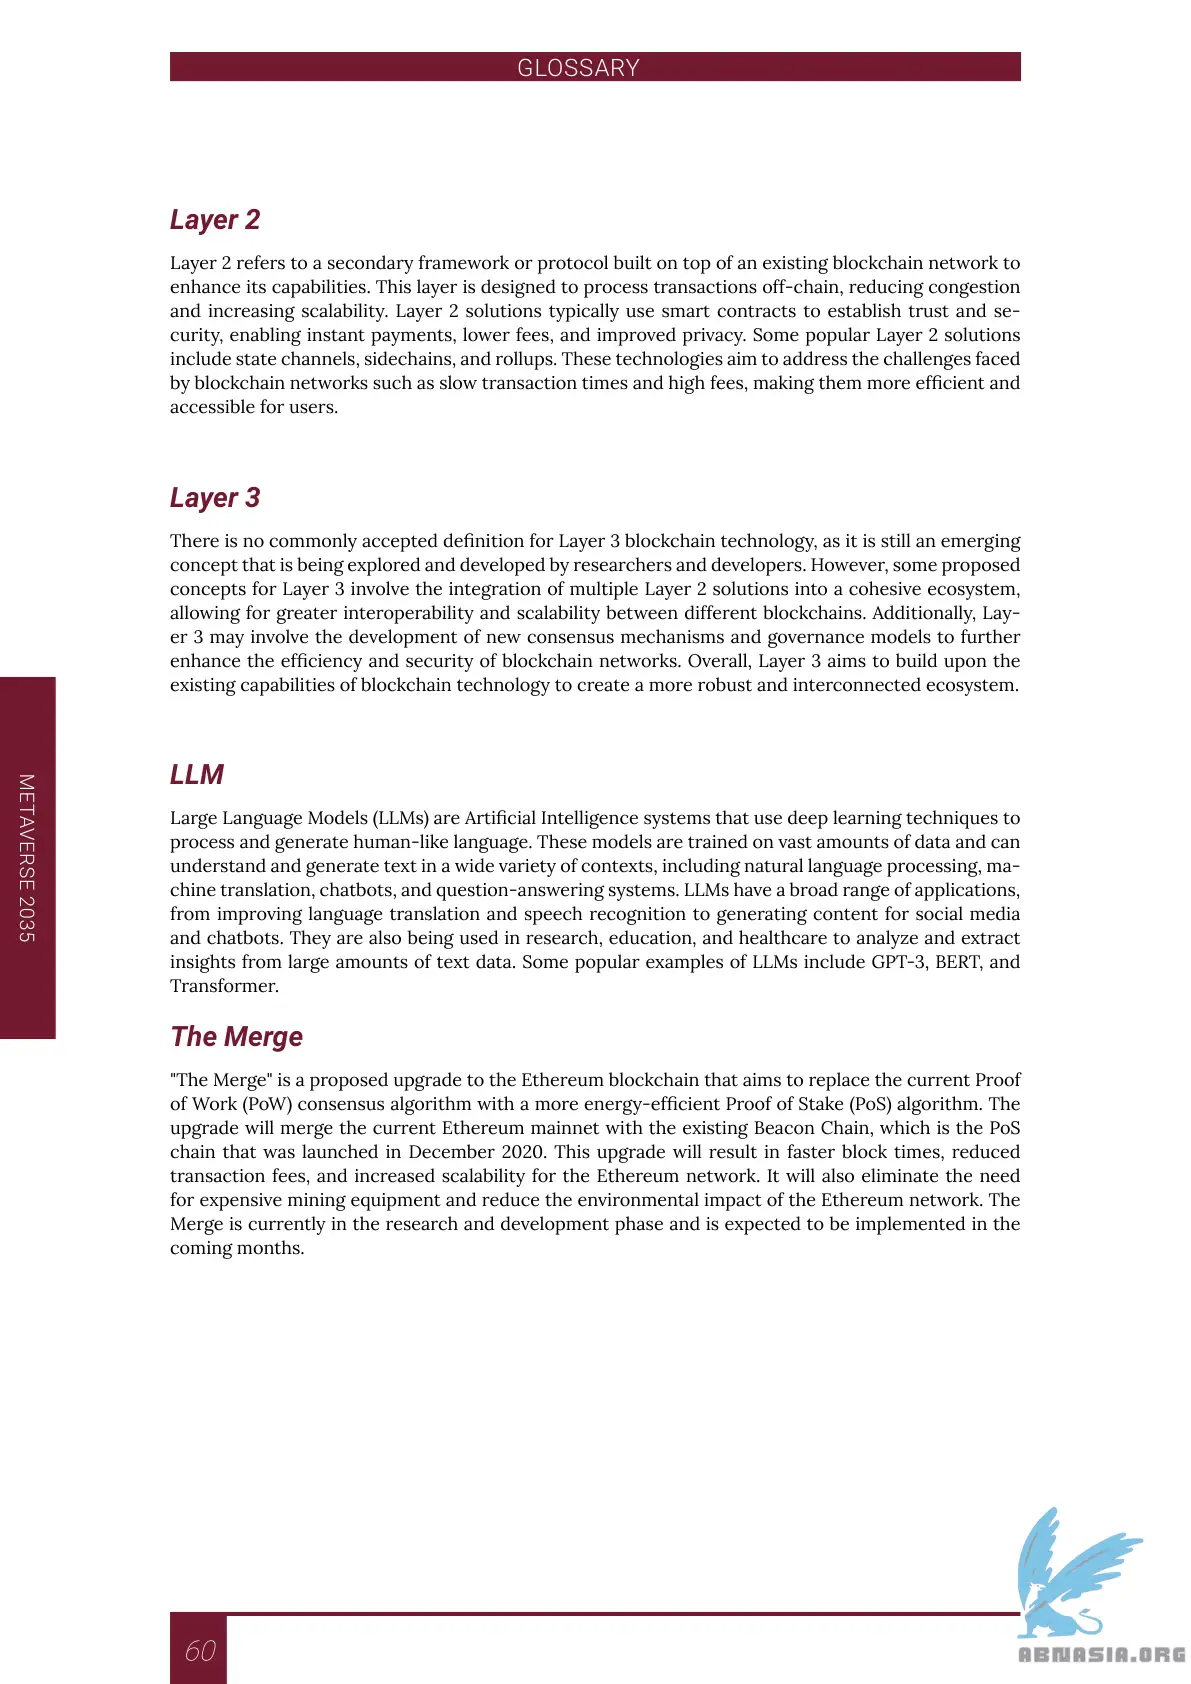 GLOSSARY
Layer 2
Layer 2 refers to a secondary framework or protocol built on top of an existing blockchain network to
enhance its capabilities. This layer is designed to process transactions off-chain, reducing congestion
and increasing scalability. Layer 2 solutions typically use smart contracts to establish trust and se-
curity, enabling instant payments, lower fees, and improved privacy. Some popular Layer 2 solutions
include state channels, sidechains, and rollups. These technologies aim to address the challenges faced
by blockchain networks such as slow transaction times and high fees, making them more efficient and
accessible for users.
Layer 3
There is no commonly accepted definition for Layer 3 blockchain technology, as it is still an emerging
concept that is being explored and developed by researchers and developers. However, some proposed
concepts for Layer 3 involve the integration of multiple Layer 2 solutions into a cohesive ecosystem,
allowing for greater interoperability and scalability between different blockchains. Additionally, Lay-
er 3 may involve the development of new consensus mechanisms and governance models to further
enhance the efficiency and security of blockchain networks. Overall, Layer 3 aims to build upon the
existing capabilities of blockchain technology to create a more robust and interconnected ecosystem.
LLM
Large Language Models (LLMs) are Artificial Intelligence systems that use deep learning techniques to
process and generate human-like language. These models are trained on vast amounts of data and can
understand and generate text in a wide variety of contexts, including natural language processing, ma-
chine translation, chatbots, and question-answering systems. LLMs have a broad range of applications,
from improving language translation and speech recognition to generating content for social media
and chatbots. They are also being used in research, education, and healthcare to analyze and extract
insights from large amounts of text data. Some popular examples of LLMs include GPT-3, BERT, and
Transformer.
The Merge
"The Merge" is a proposed upgrade to the Ethereum blockchain that aims to replace the current Proof
of Work (PoW) consensus algorithm with a more energy-efficient Proof of Stake (PoS) algorithm. The
upgrade will merge the current Ethereum mainnet with the existing Beacon Chain, which is the PoS
chain that was launched in December 2020. This upgrade will result in faster block times, reduced
transaction fees, and increased scalability for the Ethereum network. It will also eliminate the need
for expensive mining equipment and reduce the environmental impact of the Ethereum network. The
Merge is currently in the research and development phase and is expected to be implemented in the
coming months.
METAVERSE 2035
60
ABNASIA.ORG